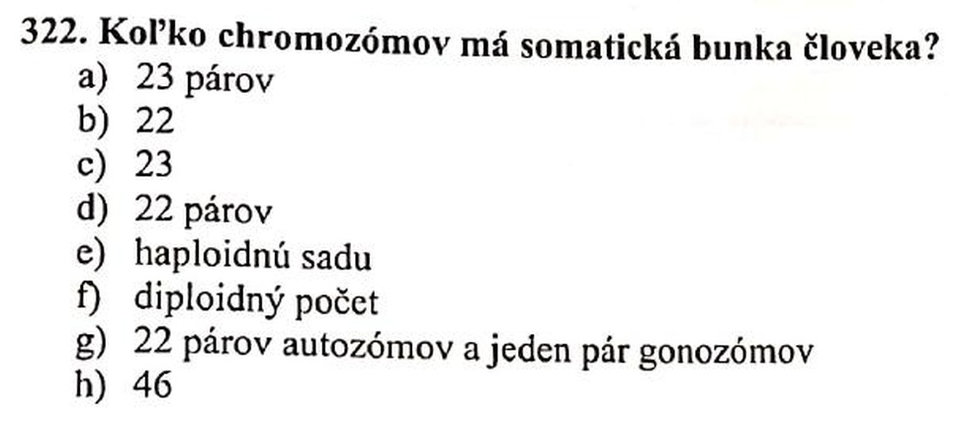 322. Koľko chromozómov má somatická bunka človeka?
a) 23 párov
b) 22
c) 23
d) 22 párov
e) haploidnú sadu
f) diploidný počet
g) 22 párov autozómov a jeden pár gonozómov
h) 46